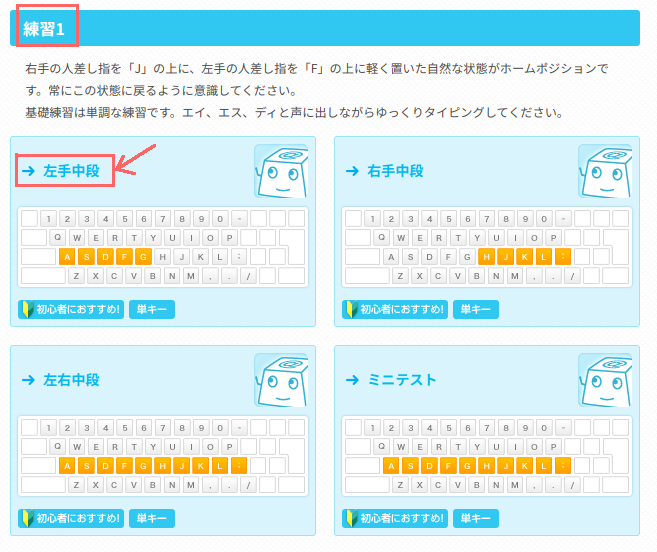 練習1
右手の人差し指を「J」の上に、左手の人差し指を「F」の上に軽く置いた自然な状態がホームポジションで
す。常にこの状態に戻るように意識してください。
基礎練習は単調な練習です。エイ、エス、ディと声に出しながらゆっくりタイピングしてください。
→ 左手中段
1 2 3 4 5 6 7 8 9 0 -
Q W E R T Y U I O P
A S D F G H J K L ;
Z X C V B N M , . /
初心者におすすめ! 単キー
→ 右手中段
1 2 3 4 5 6 7 8 9 0 -
Q W E R T Y U I O P
A S D F G H J K L ;
Z X C V B N M , . /
初心者におすすめ! 単キー
→ 左右中段
1 2 3 4 5 6 7 8 9 0 -
Q W E R T Y U I O P
A S D F G H J K L ;
Z X C V B N M , . /
初心者におすすめ! 単キー
→ ミニテスト
1 2 3 4 5 6 7 8 9 0 -
Q W E R T Y U I O P
A S D F G H J K L ;
Z X C V B N M , . /
初心者におすすめ! 単キー